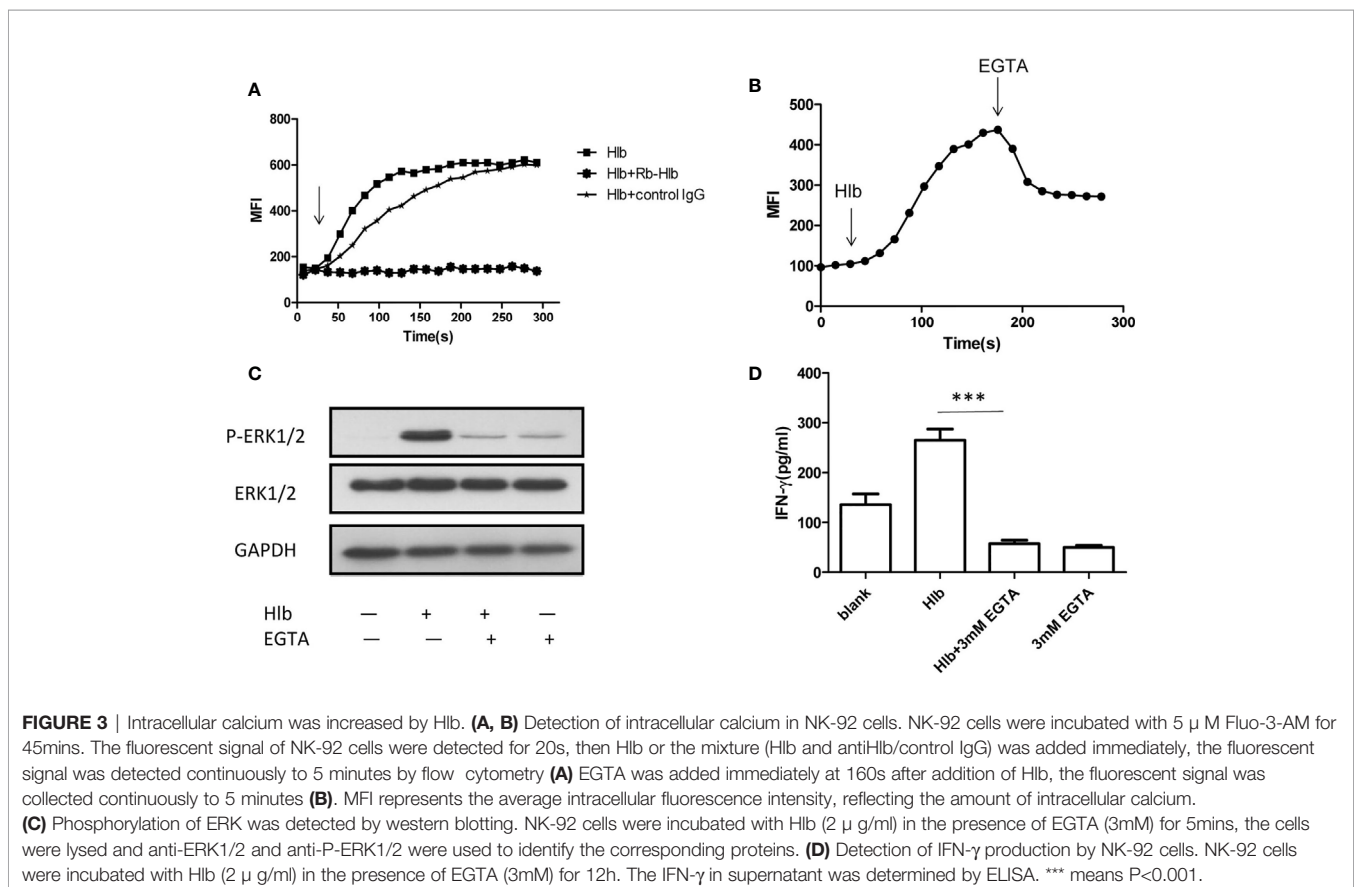 A
800
600
400
200
0
MFI
0 50 100 150 200 250 300
Time(s)
Hlb
Hlb+Rb-Hlb
Hlb+control IgG
B
EGTA
500
400
300
200
100
0
MFI
Hlb
0 100 200 300
Time(s)
C
P-ERK1/2
ERK1/2
GAPDH
Hlb — + + —
EGTA — — + +
D
400
300
200
100
0
IFN-γ(pg/ml)
***
blank
Hlb
Hlb+3mM EGTA
3mM EGTA
FIGURE 3 | Intracellular calcium was increased by Hlb. (A, B) Detection of intracellular calcium in NK-92 cells. NK-92 cells were incubated with 5 µ M Fluo-3-AM for
45mins. The fluorescent signal of NK-92 cells were detected for 20s, then Hlb or the mixture (Hlb and antiHlb/control IgG) was added immediately, the fluorescent
signal was detected continuously to 5 minutes by flow cytometry (A) EGTA was added immediately at 160s after addition of Hlb, the fluorescent signal was
collected continuously to 5 minutes (B). MFI represents the average intracellular fluorescence intensity, reflecting the amount of intracellular calcium.
(C) Phosphorylation of ERK was detected by western blotting. NK-92 cells were incubated with Hlb (2 µ g/ml) in the presence of EGTA (3mM) for 5mins, the cells
were lysed and anti-ERK1/2 and anti-P-ERK1/2 were used to identify the corresponding proteins. (D) Detection of IFN-γ production by NK-92 cells. NK-92 cells
were incubated with Hlb (2 µ g/ml) in the presence of EGTA (3mM) for 12h. The IFN-γ in supernatant was determined by ELISA. *** means P<0.001.